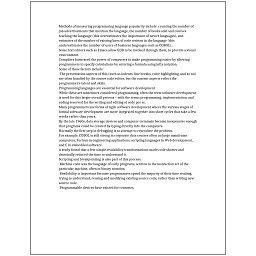 Methods of measuring programming language popularity include: counting the number of
job advertisements that mention the language, the number of books sold and courses
teaching the language (this overestimates the importance of newer languages), and
estimates of the number of existing lines of code written in the language (this
underestimates the number of users of business languages such as COBOL).
Some text editors such as Emacs allow GDB to be invoked through them, to provide a visual
environment.
Compilers harnessed the power of computers to make programming easier by allowing
programmers to specify calculations by entering a formula using infix notation.
Some of these factors include:
The presentation aspects of this (such as indents, line breaks, color highlighting, and so on)
are often handled by the source code editor, but the content aspects reflect the
programmer's talent and skills.
Programming languages are essential for software development.
While these are sometimes considered programming, often the term software development
is used for this larger overall process – with the terms programming, implementation, and
coding reserved for the writing and editing of code per se.
Many programmers use forms of Agile software development where the various stages of
formal software development are more integrated together into short cycles that take a few
weeks rather than years.
By the late 1960s, data storage devices and computer terminals became inexpensive enough
that programs could be created by typing directly into the computers.
Normally the first step in debugging is to attempt to reproduce the problem.
For example, COBOL is still strong in corporate data centers often on large mainframe
computers, Fortran in engineering applications, scripting languages in Web development,
and C in embedded software.
A study found that a few simple readability transformations made code shorter and
drastically reduced the time to understand it.
Scripting and breakpointing is also part of this process.
Machine code was the language of early programs, written in the instruction set of the
particular machine, often in binary notation.
Readability is important because programmers spend the majority of their time reading,
trying to understand, reusing and modifying existing source code, rather than writing new
source code.
Programmable devices have existed for centuries.